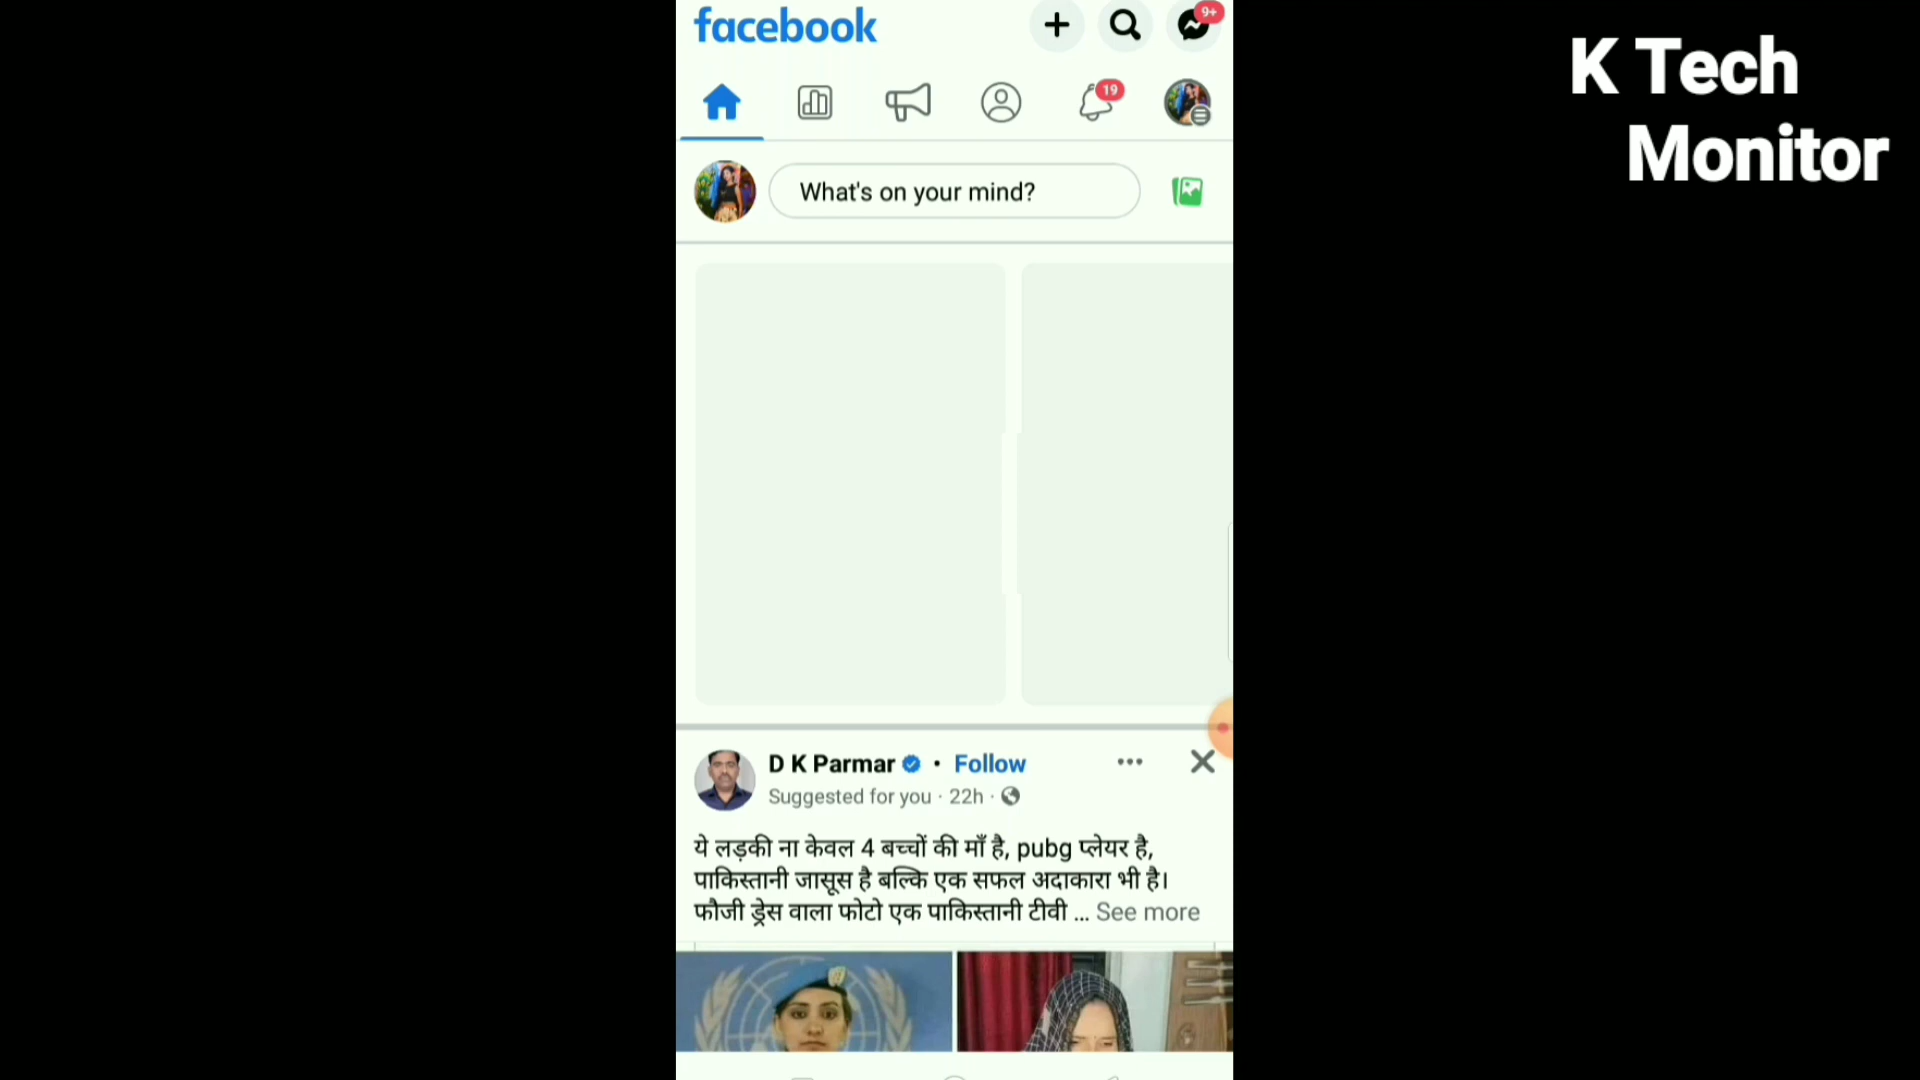 facebook
9+
K Tech
Monitor
19
What's on your mind?
D K Parmar • Follow
Suggested for you · 22h ·
ये लड़की ना केवल 4 बच्चों की माँ है, pubg प्लेयर है,
पाकिस्तानी जासूस है बल्कि एक सफल अदाकारा भी है।
फौजी ड्रेस वाला फोटो एक पाकिस्तानी टीवी ... See more